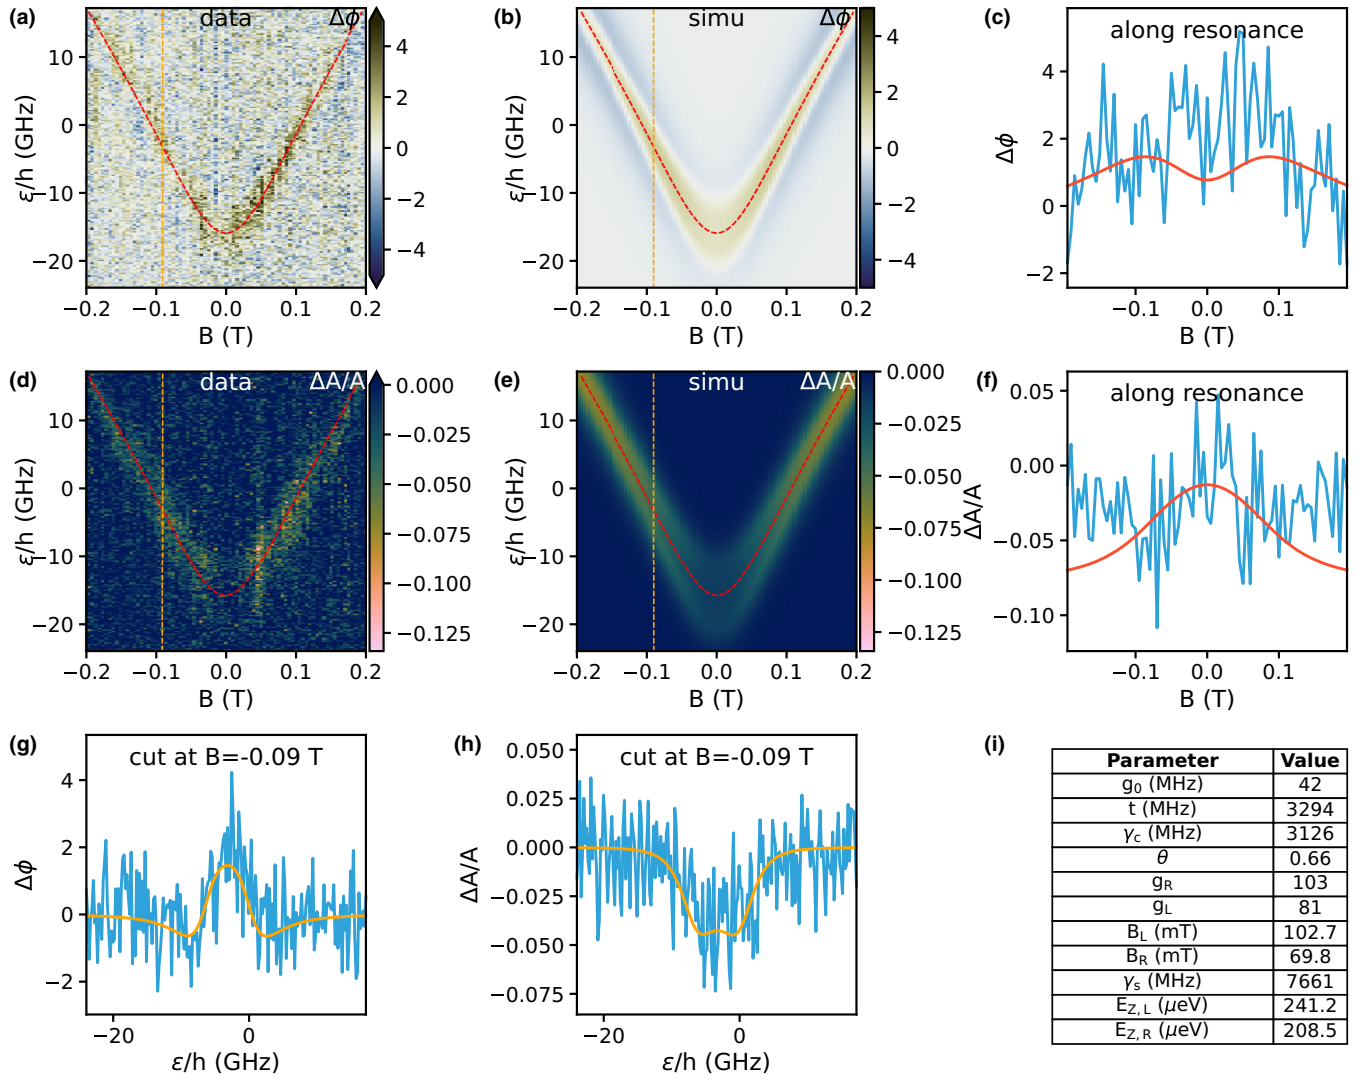 (a) data Δϕ
10
0
−10
−20
ε/h (GHz)
−0.2 −0.1 0.0 0.1 0.2
B (T)
4
2
0
−2
−4
(b) simu Δϕ
10
0
−10
−20
ε/h (GHz)
−0.2 −0.1 0.0 0.1 0.2
B (T)
4
2
0
−2
−4
(c) along resonance
4
2
0
−2
Δϕ
−0.1 0.0 0.1
B (T)
(d) data ΔA/A
10
0
−10
−20
ε/h (GHz)
−0.2 −0.1 0.0 0.1 0.2
B (T)
0.000
−0.025
−0.050
−0.075
−0.100
−0.125
(e) simu ΔA/A
10
0
−10
−20
ε/h (GHz)
−0.2 −0.1 0.0 0.1 0.2
B (T)
0.000
−0.025
−0.050
−0.075
−0.100
−0.125
(f) along resonance
0.05
0.00
−0.05
−0.10
ΔA/A
−0.1 0.0 0.1
B (T)
(g) cut at B=-0.09 T
4
2
0
−2
Δϕ
−20 0
ε/h (GHz)
(h) cut at B=-0.09 T
0.050
0.025
0.000
−0.025
−0.050
−0.075
ΔA/A
−20 0
ε/h (GHz)
(i)
Parameter Value
g₀ (MHz) 42
t (MHz) 3294
γ_c (MHz) 3126
θ 0.66
g_R 103
g_L 81
B_L (mT) 102.7
B_R (mT) 69.8
γ_s (MHz) 7661
E_Z,L (μeV) 241.2
E_Z,R (μeV) 208.5